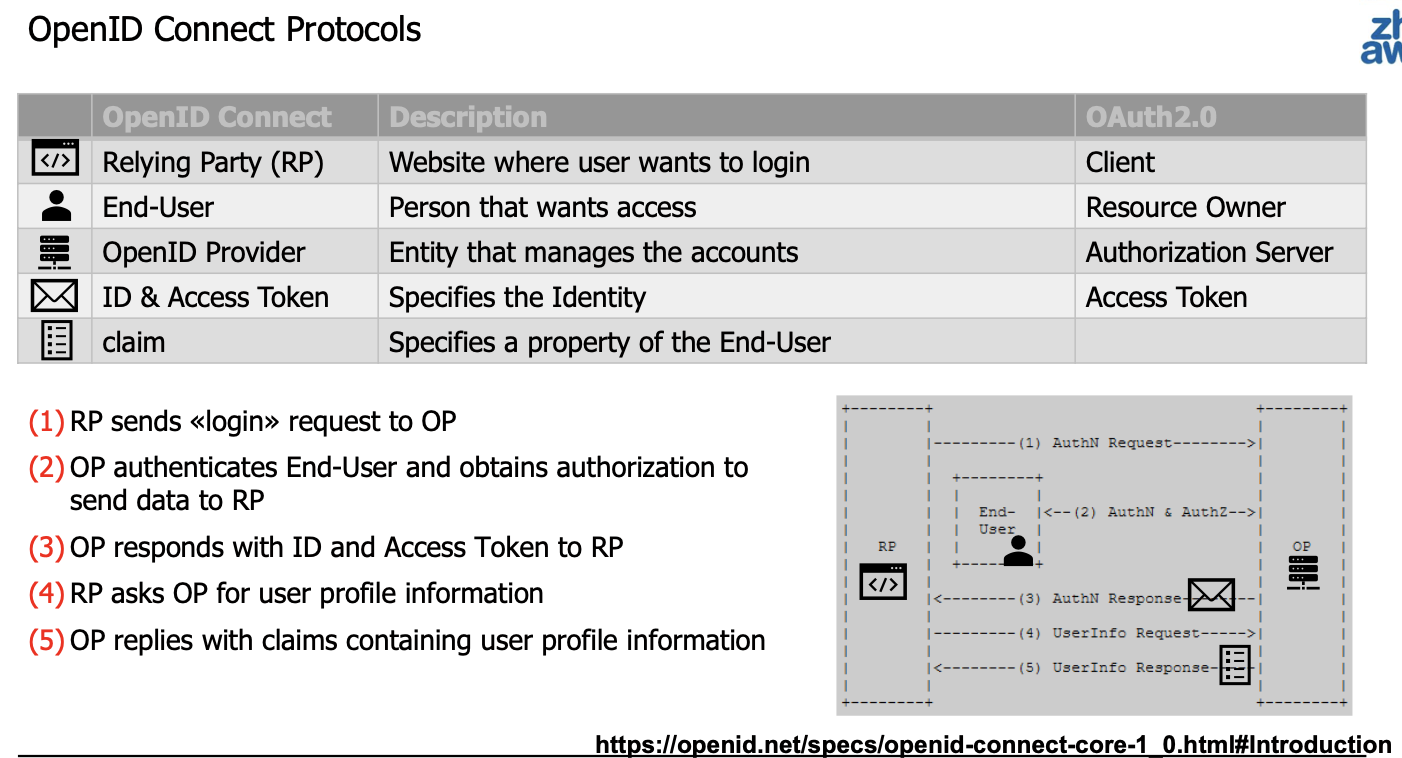 OpenID Connect Protocols
zh
aw
OpenID Connect Description OAuth2.0
Relying Party (RP) Website where user wants to login Client
End-User Person that wants access Resource Owner
OpenID Provider Entity that manages the accounts Authorization Server
ID & Access Token Specifies the Identity Access Token
claim Specifies a property of the End-User
(1) RP sends «login» request to OP
(2) OP authenticates End-User and obtains authorization to
send data to RP
(3) OP responds with ID and Access Token to RP
(4) RP asks OP for user profile information
(5) OP replies with claims containing user profile information
(1) AuthN Request
End-
User
(2) AuthN & AuthZ
RP
OP
(3) AuthN Response
(4) UserInfo Request
(5) UserInfo Response
https://openid.net/specs/openid-connect-core-1_0.html#Introduction